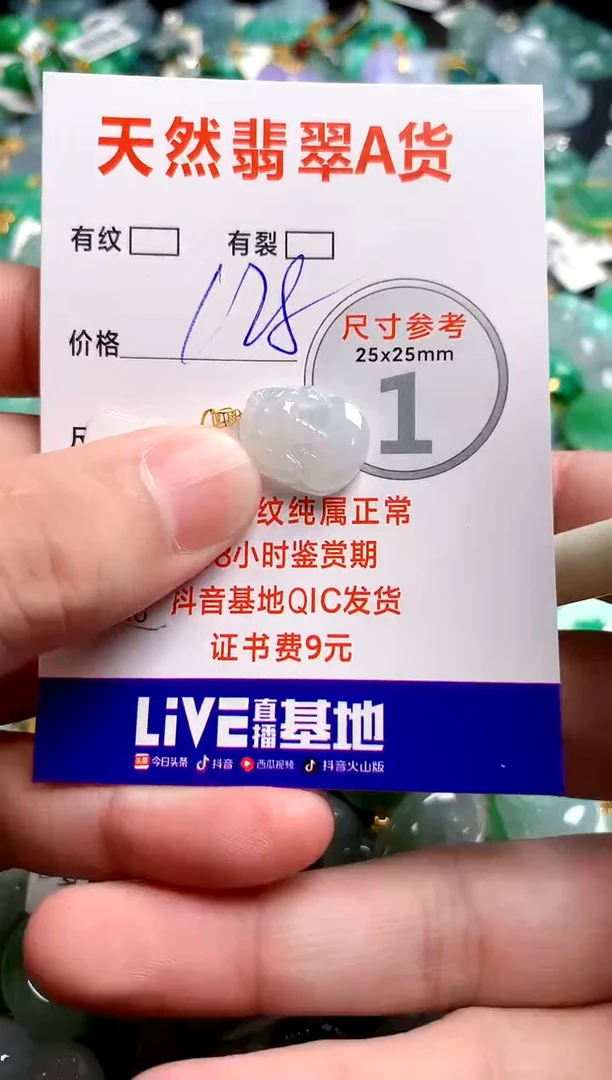 天然翡翠A货
有纹 有裂
价格 128
尺寸参考
25x25mm
1
纹纯属正常
8小时鉴赏期
抖音基地QIC发货
证书费9元
LiVE直播基地
今日头条 抖音 西瓜视频 抖音火山版